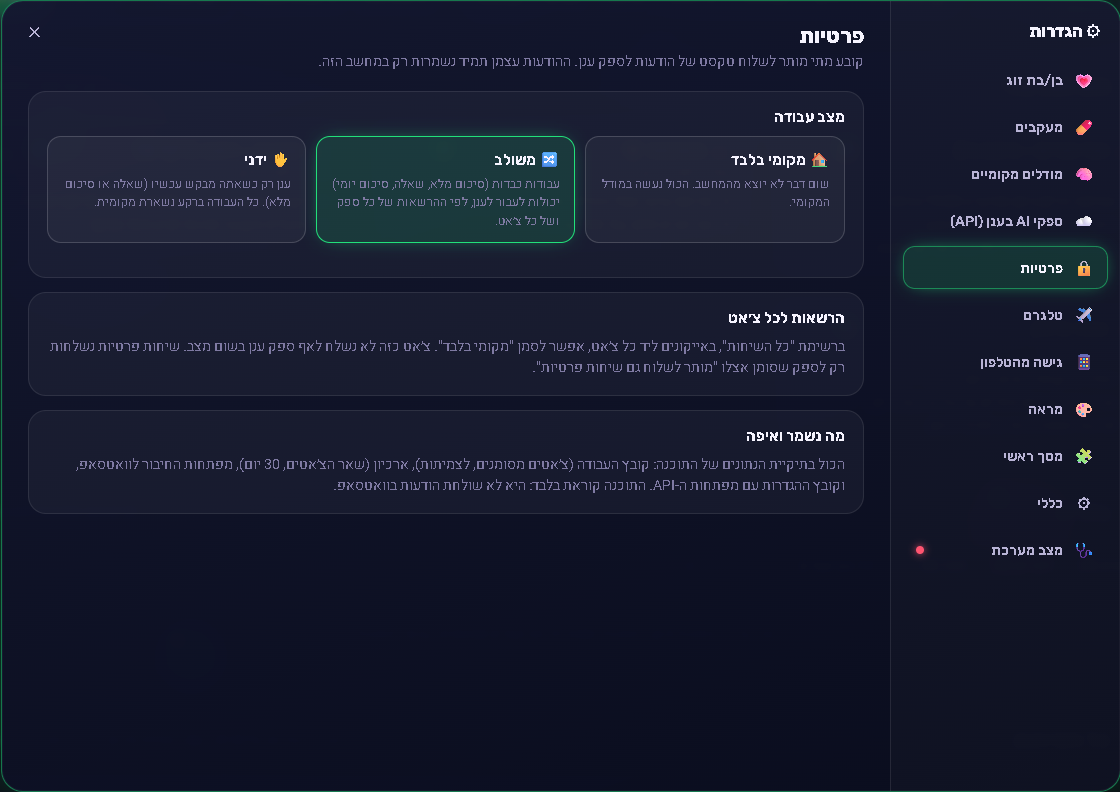 הגדרות
בן/בת זוג
מעקבים
מודלים מקומיים
ספקי AI בענן (API)
פרטיות
טלגרם
גישה מהטלפון
מראה
מסך ראשי
כללי
מצב מערכת
פרטיות
קובע מתי מותר לשלוח טקסט של הודעות לספק ענן. ההודעות עצמן תמיד נשמרות רק במחשב הזה.
מצב עבודה
מקומי בלבד
שום דבר לא יוצא מהמחשב. הכול נעשה במודל
המקומי.
משולב
עבודות כבדות (סיכום מלא, שאלה, סיכום יומי)
יכולות לעבור לענן, לפי ההרשאות של כל ספק
ושל כל צ׳אט.
ידני
ענן רק כשאתה מבקש עכשיו (שאלה או סיכום
מלא). כל העבודה ברקע נשארת מקומית.
הרשאות לכל צ׳אט
ברשימת "כל השיחות", באייקונים ליד כל צ׳אט, אפשר לסמן "מקומי בלבד". צ׳אט כזה לא נשלח לאף ספק ענן בשום מצב. שיחות פרטיות נשלחות
רק לספק שסומן אצלו "מותר לשלוח גם שיחות פרטיות".
מה נשמר ואיפה
הכול בתיקיית הנתונים של התוכנה: קובץ העבודה (צ׳אטים מסומנים, לצמיתות), ארכיון (שאר הצ׳אטים, 30 יום), מפתחות החיבור לוואטסאפ,
וקובץ ההגדרות עם מפתחות ה-API. התוכנה קוראת בלבד: היא לא שולחת הודעות בוואטסאפ.